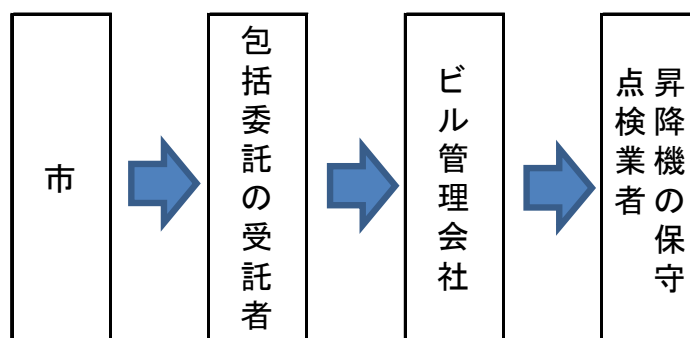 市
包括委託の受託者
ビル管理会社
昇降機の保守
点検業者